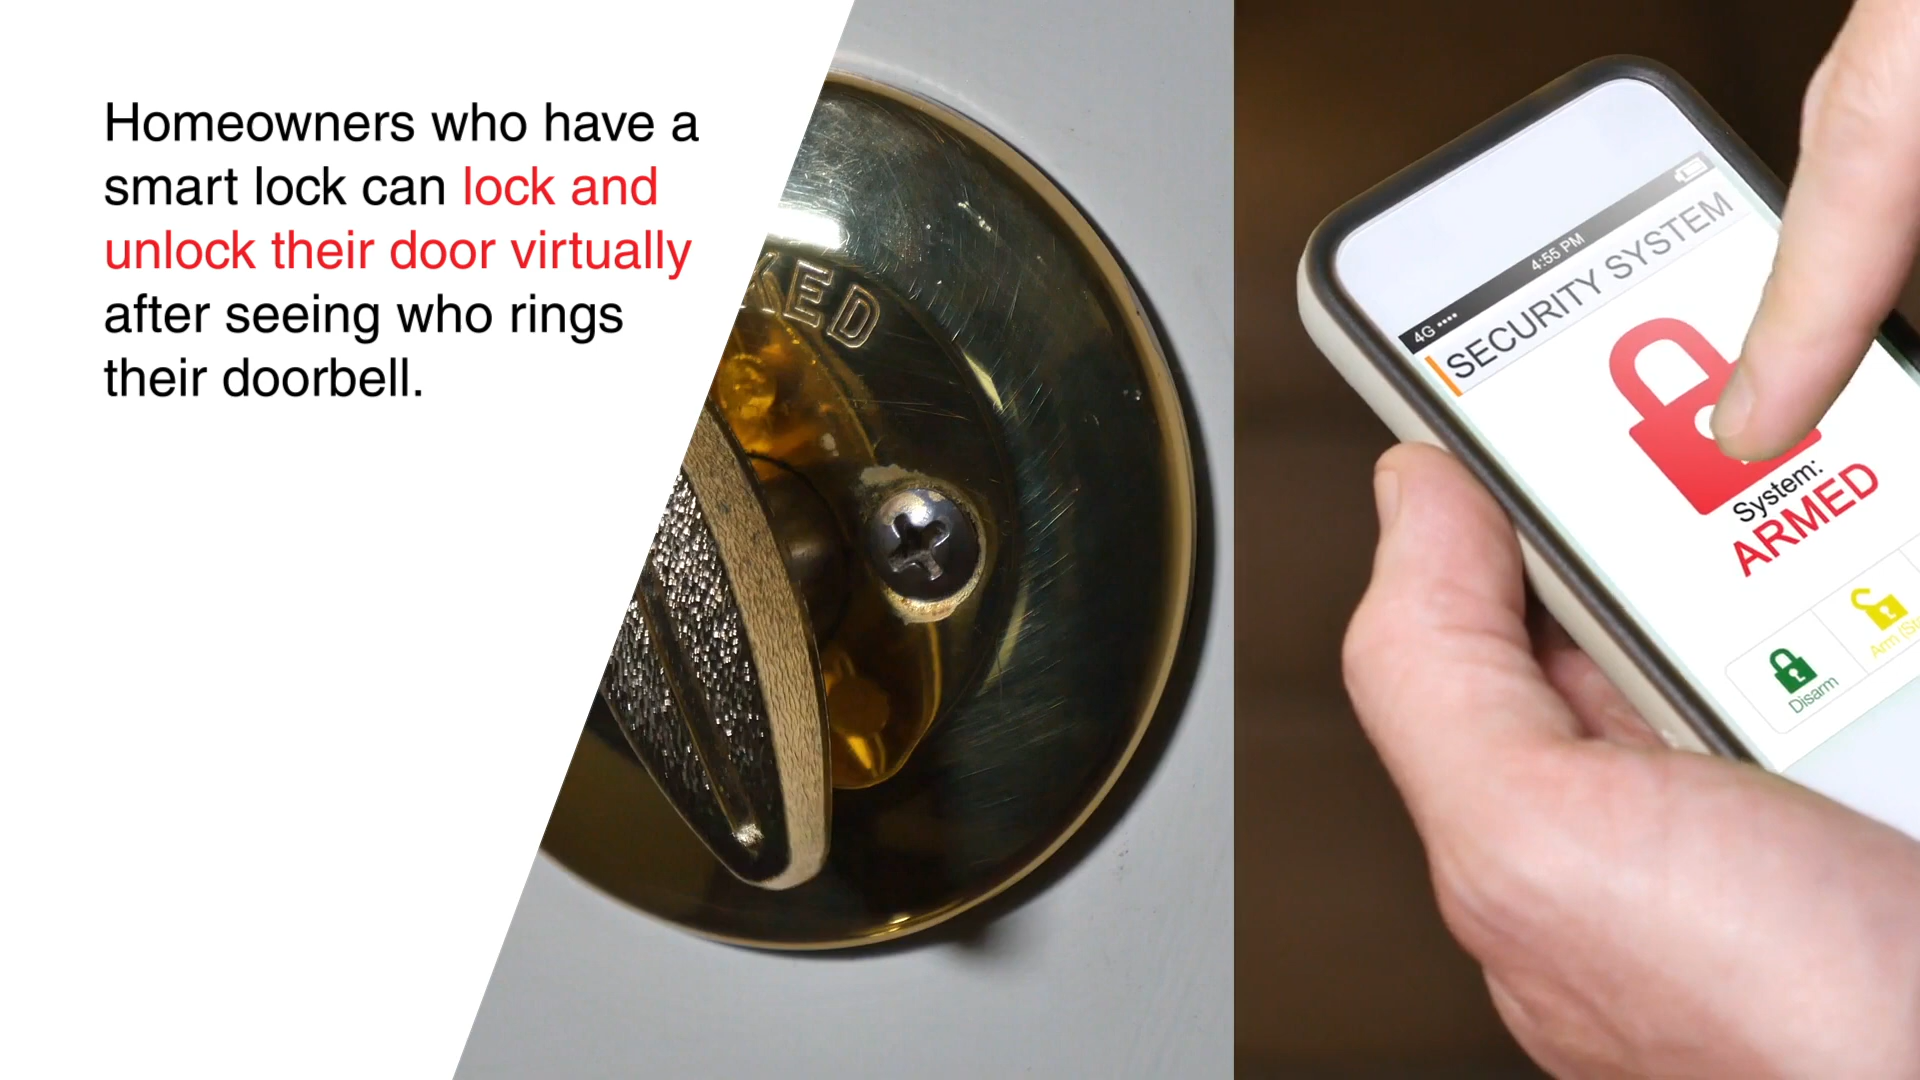 Homeowners who have a
smart lock can lock and
unlock their door virtually
after seeing who rings
their doorbell.
4G
4:55 PM
SECURITY SYSTEM
System:
ARMED
Disarm
Arm